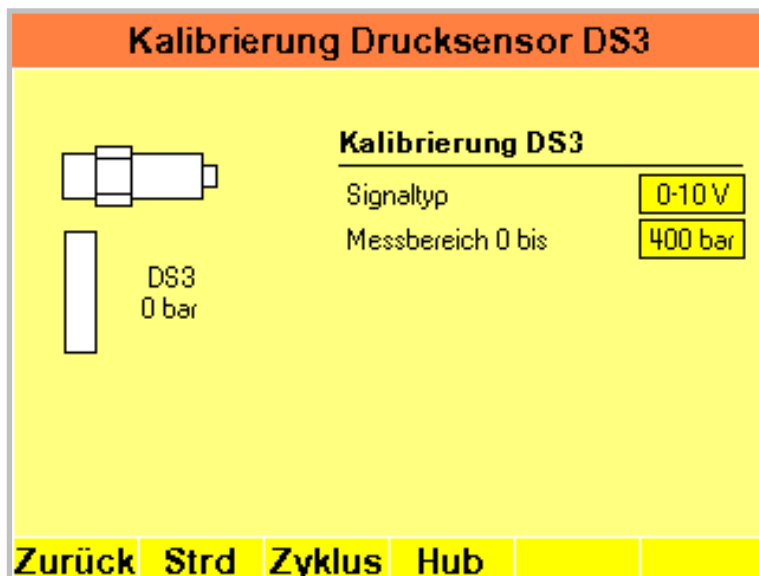 Kalibrierung Drucksensor DS3
Kalibrierung DS3
Signaltyp 0-10 V
Messbereich 0 bis 400 bar
DS3
0 bar
Zurück Strd Zyklus Hub